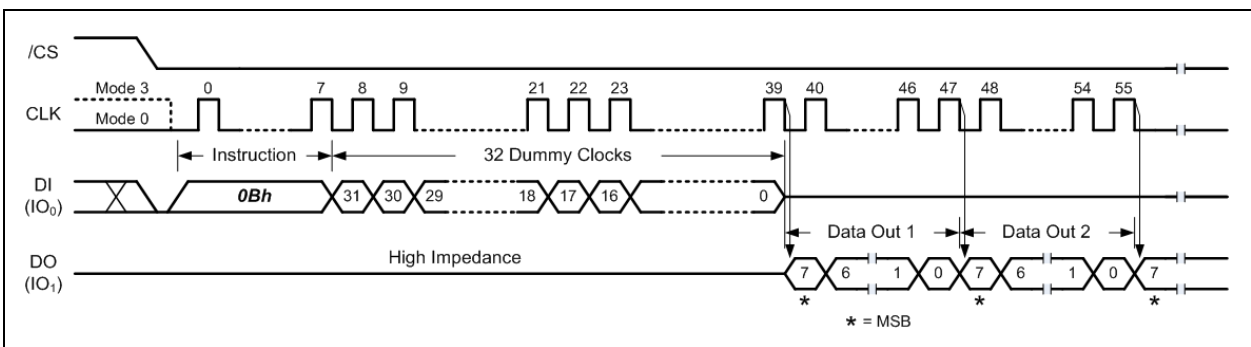 /CS
Mode 3 0 7 8 9 21 22 23 39 40 46 47 48 54 55
CLK
Mode 0
Instruction 32 Dummy Clocks
DI
(IO₀)
0Bh 31 30 29 18 17 16 0
Data Out 1 Data Out 2
High Impedance
DO
(IO₁)
7 6 1 0 7 6 1 0 7
* * *
* = MSB